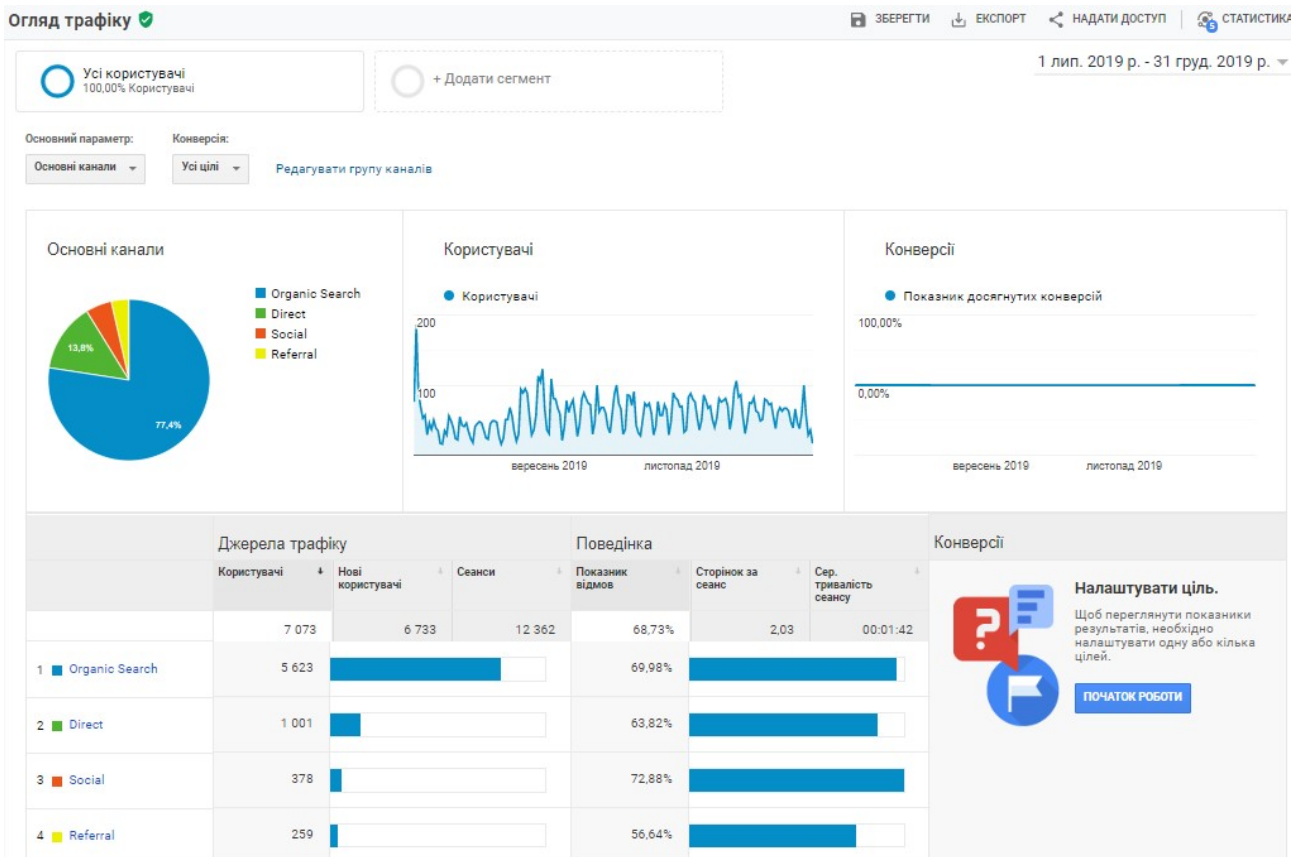 Огляд трафіку
ЗБЕРЕГТИ
ЕКСПОРТ
НАДАТИ ДОСТУП
5
СТАТИСТИКА
Усі користувачі
100,00% Користувачі
+ Додати сегмент
1 лип. 2019 р. - 31 груд. 2019 р.
Основний параметр:
Конверсія:
Основні канали
Усі цілі
Редагувати групу каналів
Основні канали
13,8%
77,4%
Organic Search
Direct
Social
Referral
Користувачі
Користувачі
200
100
вересень 2019
листопад 2019
Конверсії
Показник досягнутих конверсій
100,00%
0,00%
вересень 2019
листопад 2019
Джерела трафіку
Поведінка
Конверсії
Користувачі
Нові користувачі
Сеанси
Показник відмов
Сторінок за сеанс
Сер. тривалість сеансу
7 073
6 733
12 362
68,73%
2,03
00:01:42
1 Organic Search 5 623 69,98%
2 Direct 1 001 63,82%
3 Social 378 72,88%
4 Referral 259 56,64%
?
Налаштувати ціль.
Щоб переглянути показники
результатів, необхідно
налаштувати одну або кілька
цілей.
ПОЧАТОК РОБОТИ